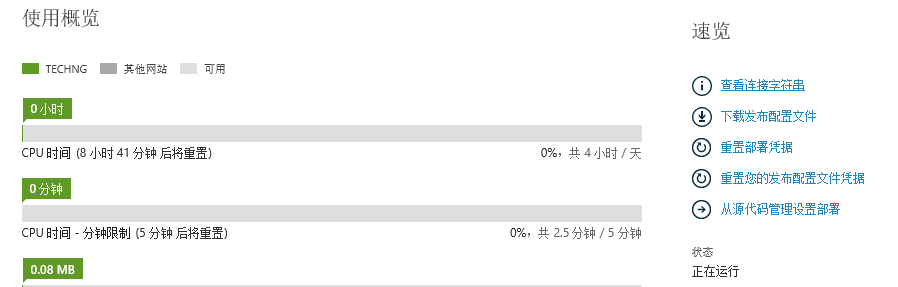 使用概览
TECHNG 其他网站 可用
0 小时
CPU 时间 (8 小时 41 分钟 后将重置) 0%，共 4 小时 / 天
0 分钟
CPU 时间 - 分钟限制 (5 分钟 后将重置) 0%，共 2.5 分钟 / 5 分钟
0.08 MB
速览
查看连接字符串
下载发布配置文件
重置部署凭据
重置您的发布配置文件凭据
从源代码管理设置部署
状态
正在运行